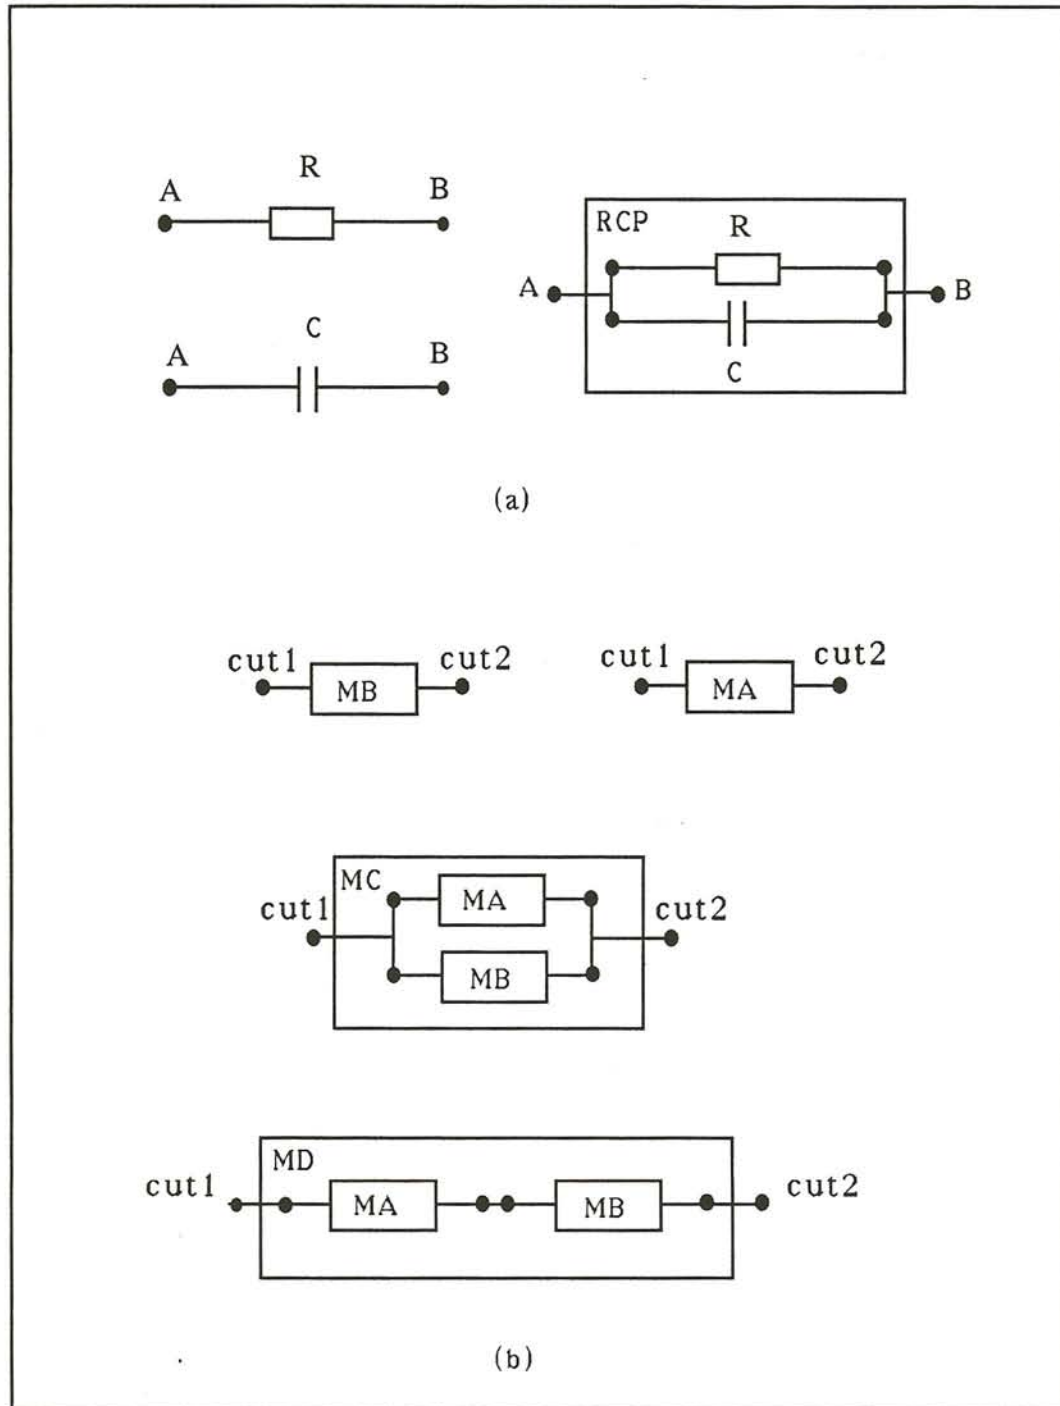 R
A B
RCP R
A B
C
A B
C
(a)
cut1 MB cut2
cut1 MA cut2
MC MA
cut1 cut2
MB
MD
cut1 MA MB cut2
(b)